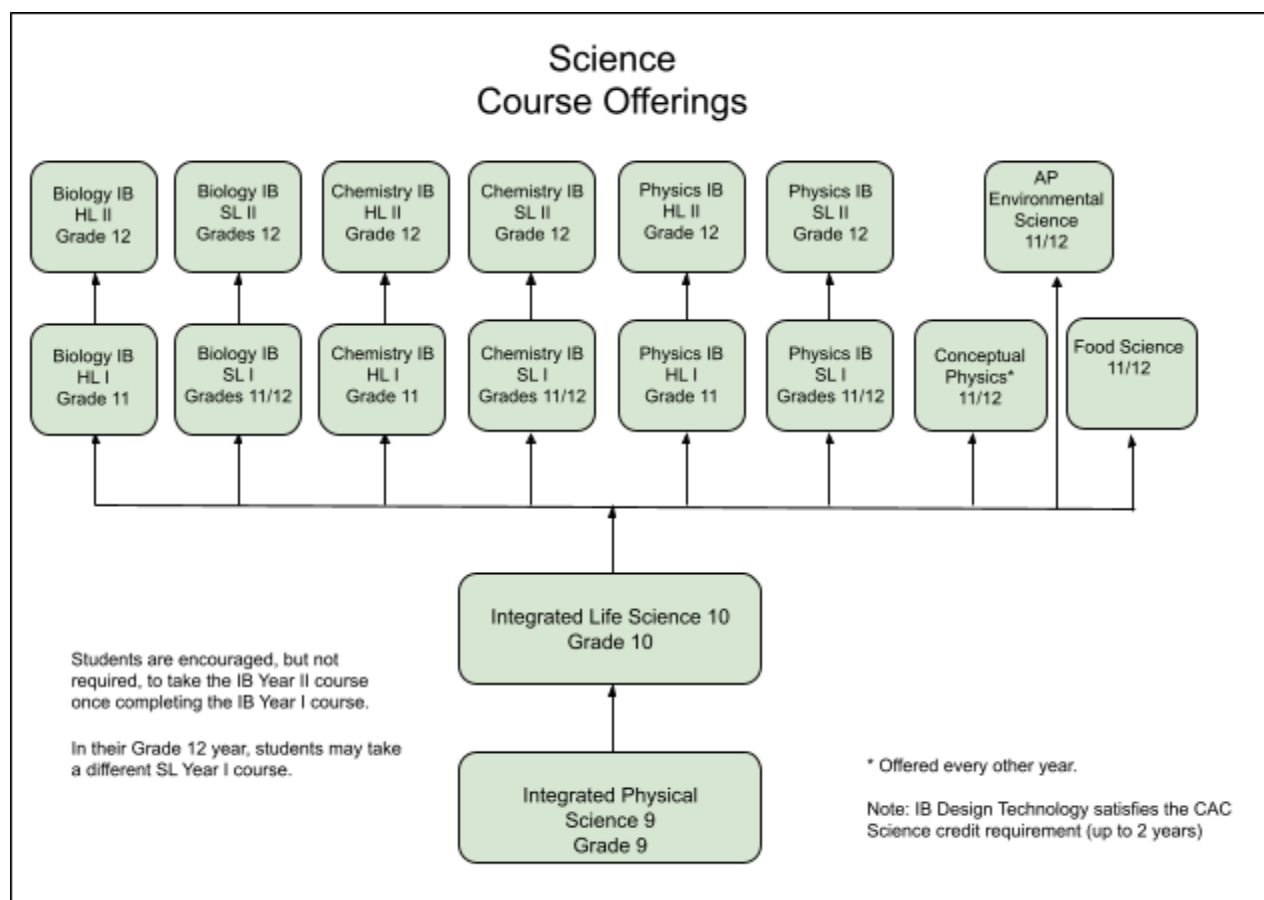 Science
Course Offerings
Biology IB
HL II
Grade 12
Biology IB
SL II
Grades 12
Chemistry IB
HL II
Grade 12
Chemistry IB
SL II
Grade 12
Physics IB
HL II
Grade 12
Physics IB
SL II
Grade 12
AP
Environmental
Science
11/12
Biology IB
HL I
Grade 11
Biology IB
SL I
Grades 11/12
Chemistry IB
HL I
Grade 11
Chemistry IB
SL I
Grades 11/12
Physics IB
HL I
Grade 11
Physics IB
SL I
Grades 11/12
Conceptual
Physics*
11/12
Food Science
11/12
Integrated Life Science 10
Grade 10
Students are encouraged, but not
required, to take the IB Year II course
once completing the IB Year I course.
In their Grade 12 year, students may take
a different SL Year I course.
Integrated Physical
Science 9
Grade 9
* Offered every other year.
Note: IB Design Technology satisfies the CAC
Science credit requirement (up to 2 years)